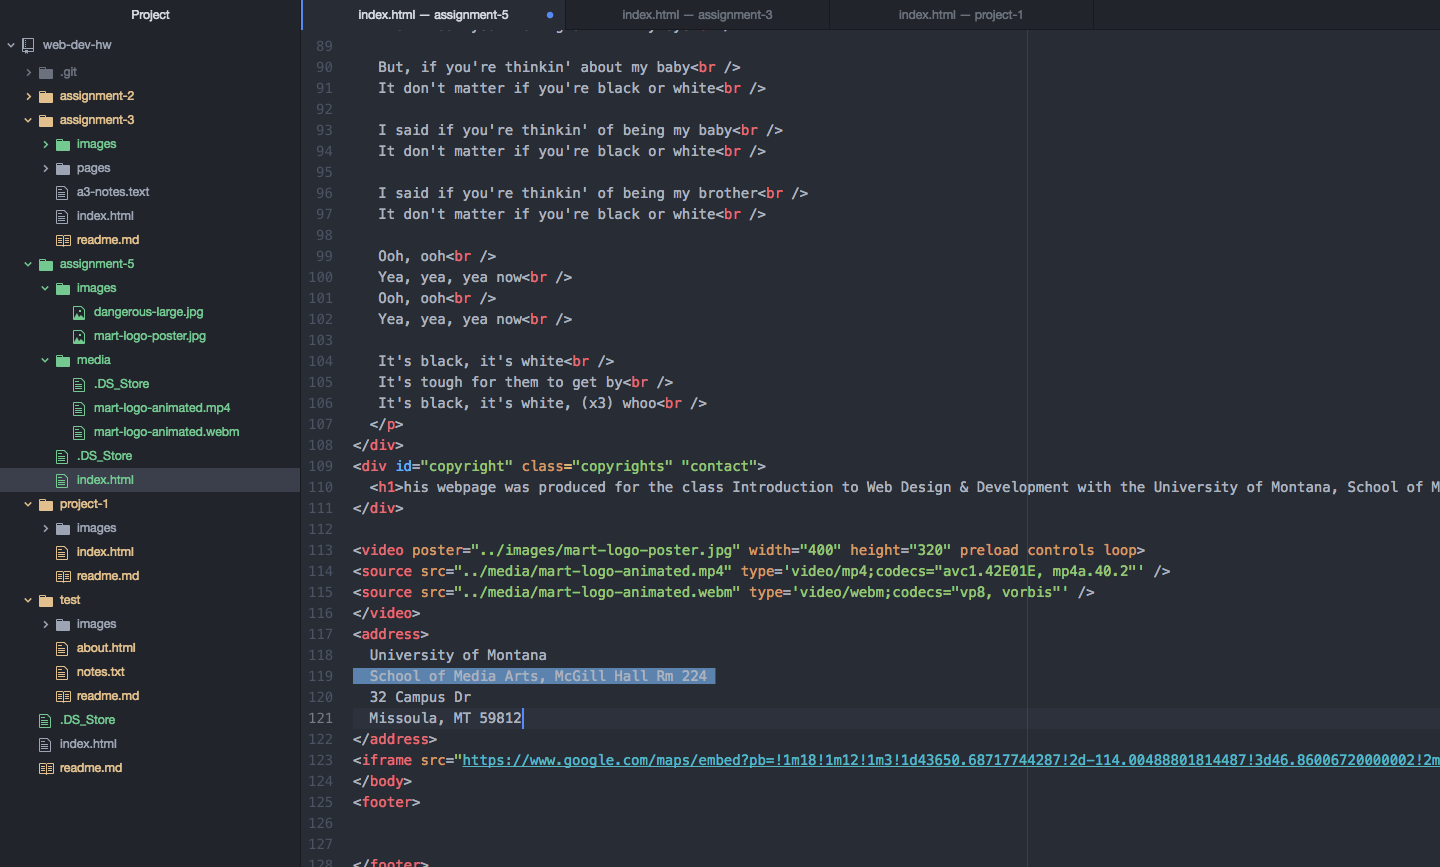 Project
web-dev-hw
.git
assignment-2
assignment-3
images
pages
a3-notes.text
index.html
readme.md
assignment-5
images
dangerous-large.jpg
mart-logo-poster.jpg
media
.DS_Store
mart-logo-animated.mp4
mart-logo-animated.webm
.DS_Store
index.html
project-1
images
index.html
readme.md
test
images
about.html
notes.txt
readme.md
.DS_Store
index.html
readme.md
index.html — assignment-5
index.html — assignment-3
index.html — project-1
89
90 But, if you're thinkin' about my baby<br />
91 It don't matter if you're black or white<br />
92
93 I said if you're thinkin' of being my baby<br />
94 It don't matter if you're black or white<br />
95
96 I said if you're thinkin' of being my brother<br />
97 It don't matter if you're black or white<br />
98
99 Ooh, ooh<br />
100 Yea, yea, yea now<br />
101 Ooh, ooh<br />
102 Yea, yea, yea now<br />
103
104 It's black, it's white<br />
105 It's tough for them to get by<br />
106 It's black, it's white, (x3) whoo<br />
107 </p>
108 </div>
109 <div id="copyright" class="copyrights" "contact">
110 <h1>his webpage was produced for the class Introduction to Web Design & Development with the University of Montana, School of M
111 </div>
112
113 <video poster="../images/mart-logo-poster.jpg" width="400" height="320" preload controls loop>
114 <source src="../media/mart-logo-animated.mp4" type='video/mp4;codecs="avc1.42E01E, mp4a.40.2"' />
115 <source src="../media/mart-logo-animated.webm" type='video/webm;codecs="vp8, vorbis"' />
116 </video>
117 <address>
118 University of Montana
119 School of Media Arts, McGill Hall Rm 224
120 32 Campus Dr
121 Missoula, MT 59812
122 </address>
123 <iframe src="https://www.google.com/maps/embed?pb=!1m18!1m12!1m3!1d43650.68717744287!2d-114.00488801814487!3d46.86006720000002!2m
124 </body>
125 <footer>
126
127
128 </footer>